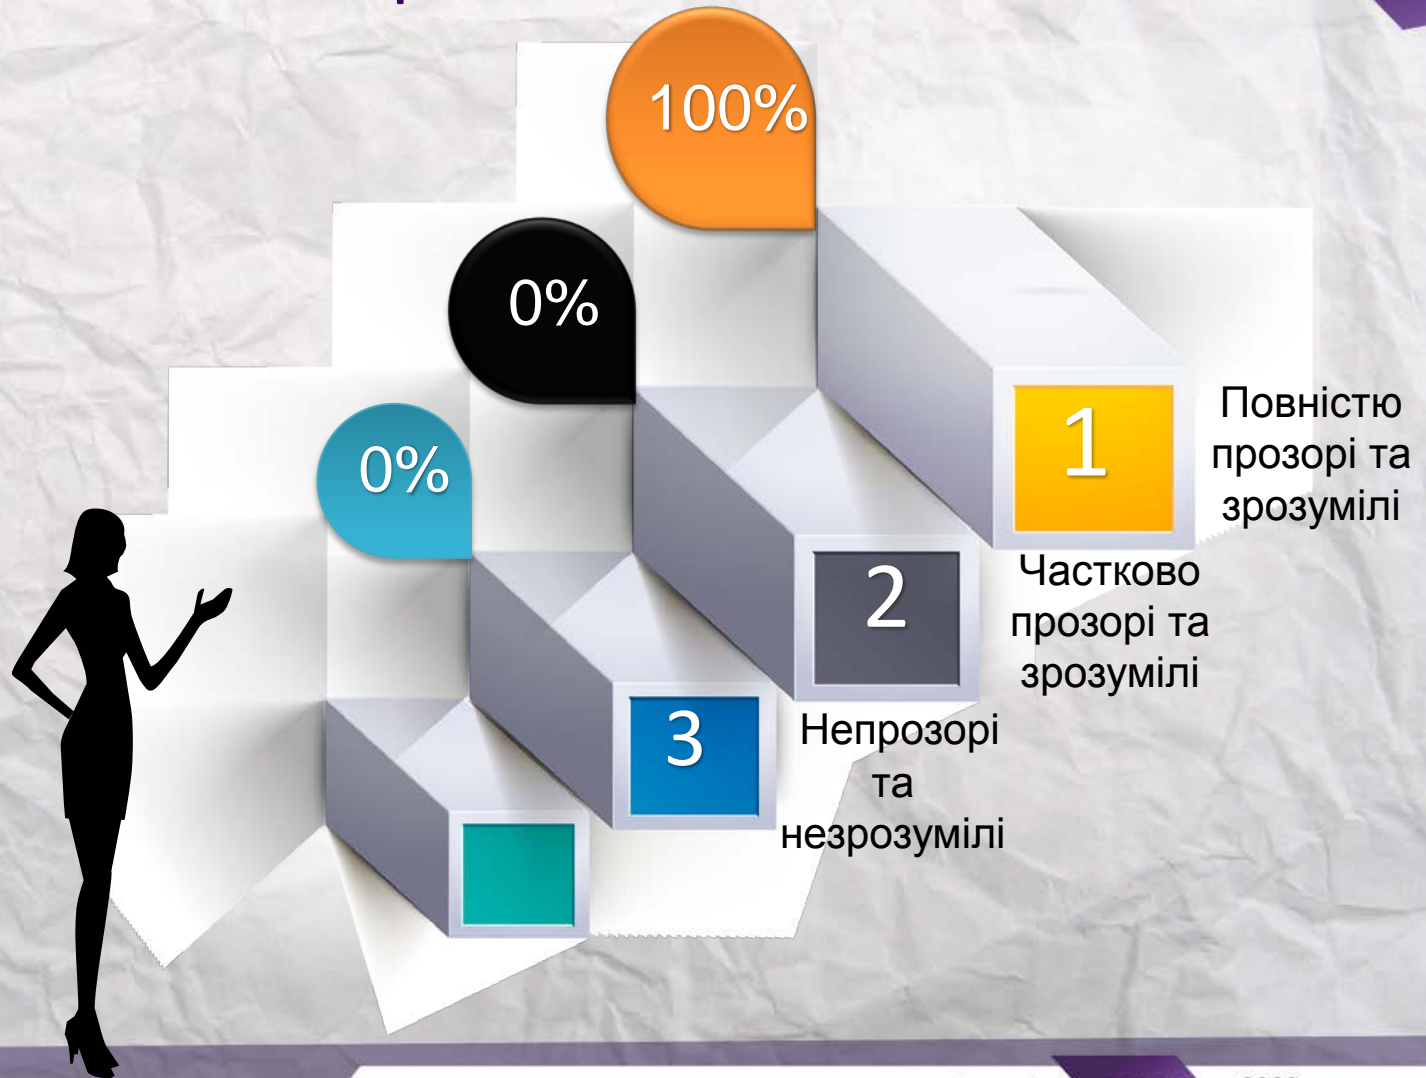 100%
0%
0%
1
Повністю
прозорі та
зрозумілі
2
Частково
прозорі та
зрозумілі
3
Непрозорі
та
незрозумілі